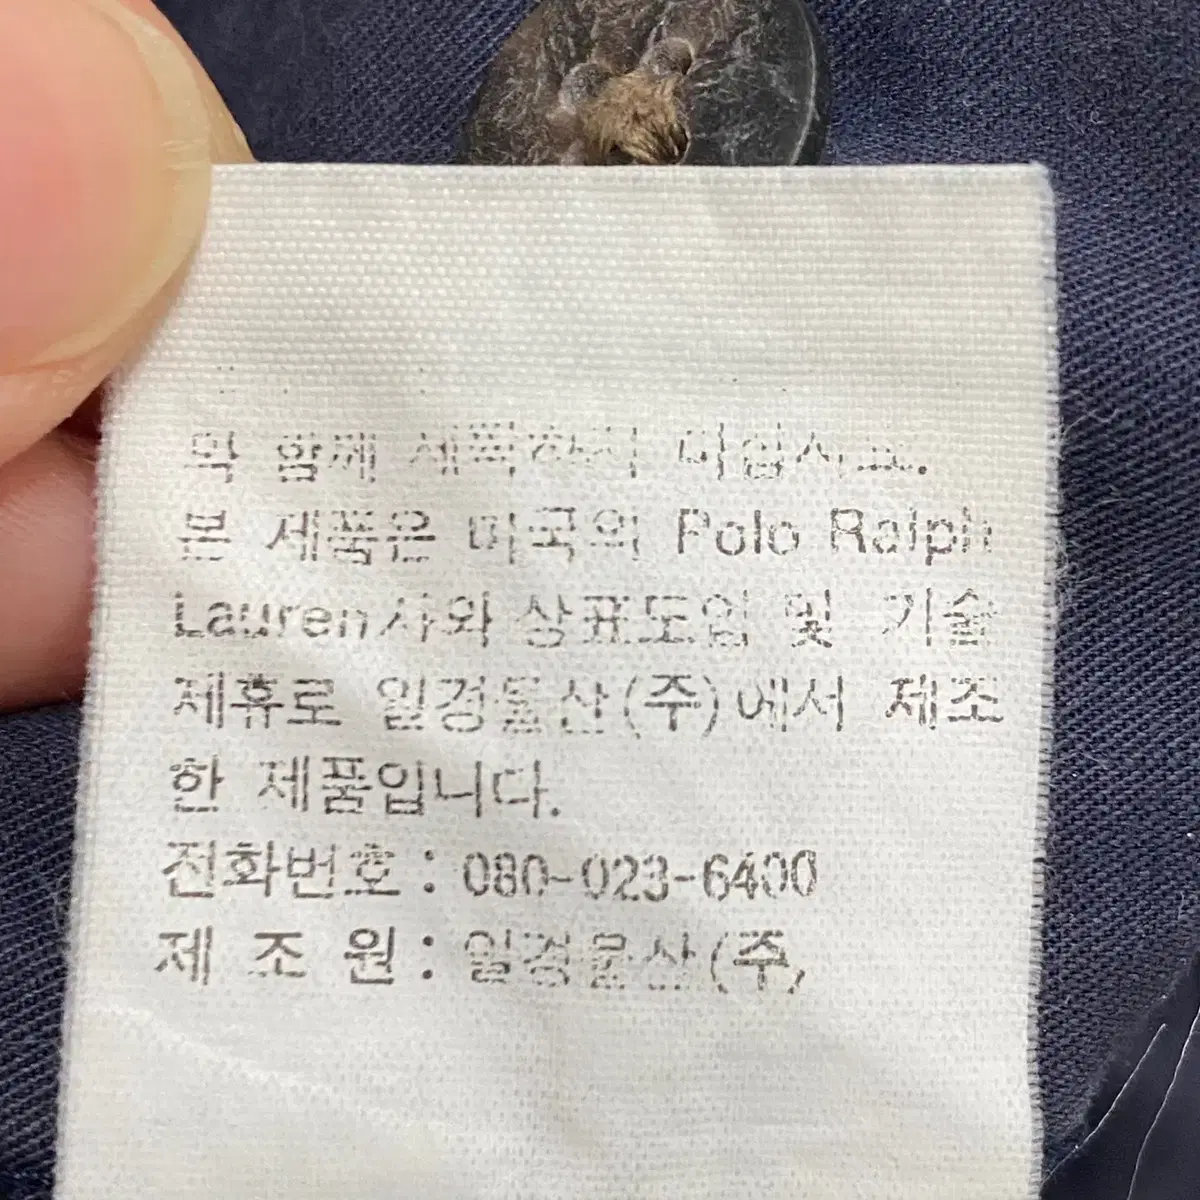 함께 세탁하지 마십시오.
본 제품은 미국의 Polo Ralph
Lauren사와 상표도입 및 기술
제휴로 일경물산(주)에서 제조
한 제품입니다.
전화번호 : 080-023-6400
제 조 원 : 일경물산(주)